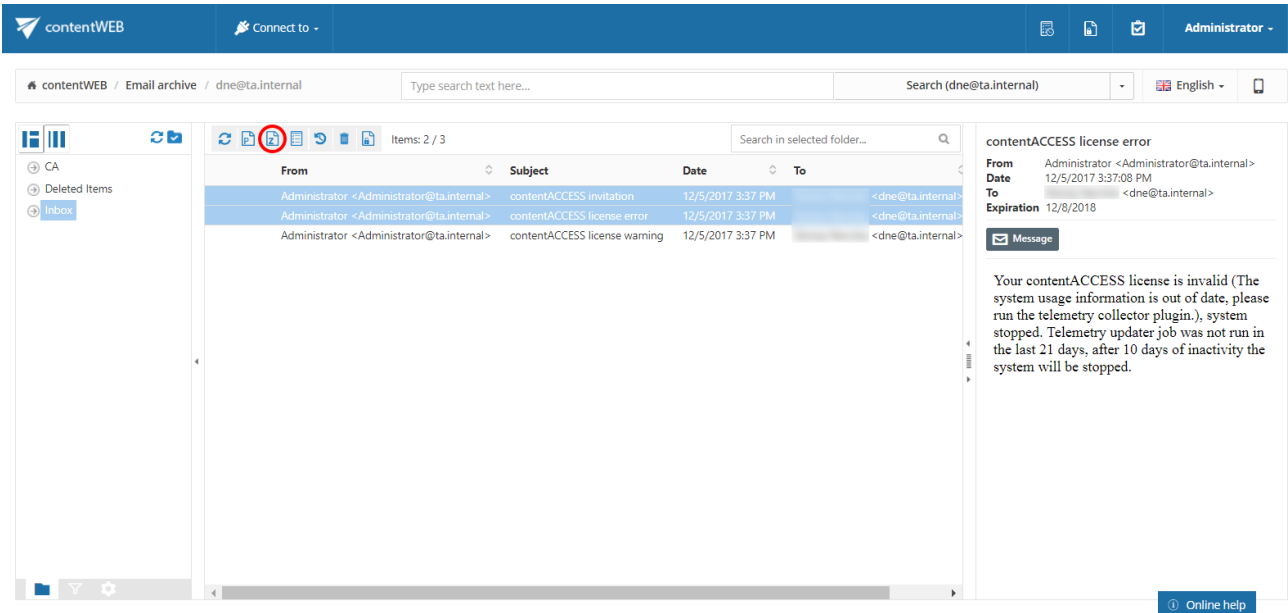 contentWEB
Connect to
Administrator
contentWEB / Email archive / dne@ta.internal
Type search text here...
Search (dne@ta.internal)
English
CA
Deleted Items
Inbox
P Z
Items: 2 / 3
Search in selected folder...
From Subject Date To
Administrator <Administrator@ta.internal> contentACCESS invitation 12/5/2017 3:37 PM <dne@ta.internal>
Administrator <Administrator@ta.internal> contentACCESS license error 12/5/2017 3:37 PM <dne@ta.internal>
Administrator <Administrator@ta.internal> contentACCESS license warning 12/5/2017 3:37 PM <dne@ta.internal>
contentACCESS license error
From Administrator <Administrator@ta.internal>
Date 12/5/2017 3:37:08 PM
To <dne@ta.internal>
Expiration 12/8/2018
Message
Your contentACCESS license is invalid (The
system usage information is out of date, please
run the telemetry collector plugin.), system
stopped. Telemetry updater job was not run in
the last 21 days, after 10 days of inactivity the
system will be stopped.
Online help